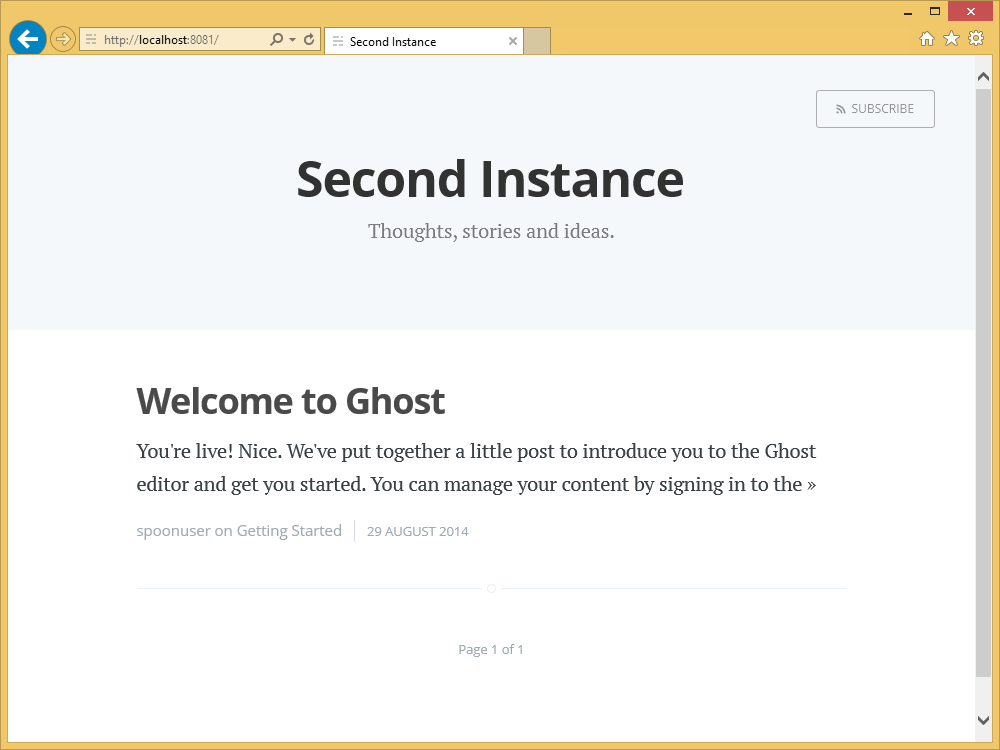 http://localhost:8081/
Second Instance
SUBSCRIBE
Second Instance
Thoughts, stories and ideas.
Welcome to Ghost
You're live! Nice. We've put together a little post to introduce you to the Ghost
editor and get you started. You can manage your content by signing in to the »
spoonuser on Getting Started
29 AUGUST 2014
Page 1 of 1